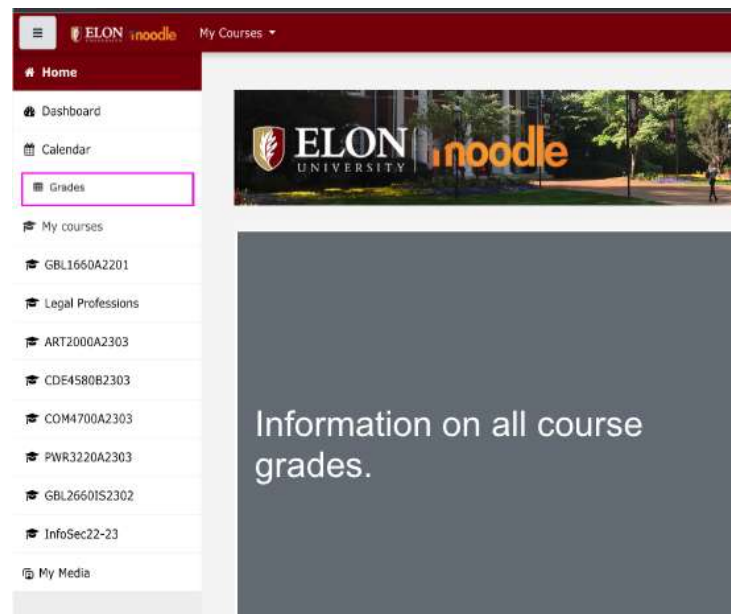 ELON moodle My Courses
Home
Dashboard
Calendar
Grades
My courses
GBL1660A2201
Legal Professions
ART2000A2303
CDE4580B2303
COM4700A2303
PWR3220A2303
GBL2660IS2302
InfoSec22-23
My Media
ELON
UNIVERSITY
moodle
Information on all course
grades.